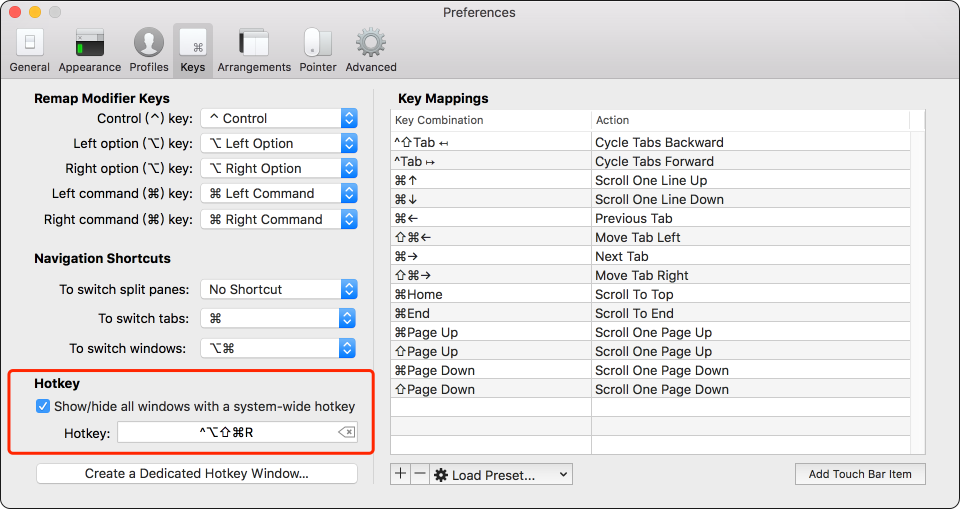 Preferences
General Appearance Profiles Keys Arrangements Pointer Advanced
Remap Modifier Keys
Control (^) key: ^ Control
Left option (⌥) key: ⌥ Left Option
Right option (⌥) key: ⌥ Right Option
Left command (⌘) key: ⌘ Left Command
Right command (⌘) key: ⌘ Right Command
Navigation Shortcuts
To switch split panes: No Shortcut
To switch tabs: ⌘
To switch windows: ⌥⌘
Hotkey
Show/hide all windows with a system-wide hotkey
Hotkey: ^⌥⇧⌘R
Create a Dedicated Hotkey Window...
Key Mappings
Key Combination Action
^⇧Tab ↤ Cycle Tabs Backward
^Tab ↦ Cycle Tabs Forward
⌘↑ Scroll One Line Up
⌘↓ Scroll One Line Down
⌘← Previous Tab
⇧⌘← Move Tab Left
⌘→ Next Tab
⇧⌘→ Move Tab Right
⌘Home Scroll To Top
⌘End Scroll To End
⌘Page Up Scroll One Page Up
⇧Page Up Scroll One Page Up
⌘Page Down Scroll One Page Down
⇧Page Down Scroll One Page Down
+ − Load Preset... Add Touch Bar Item